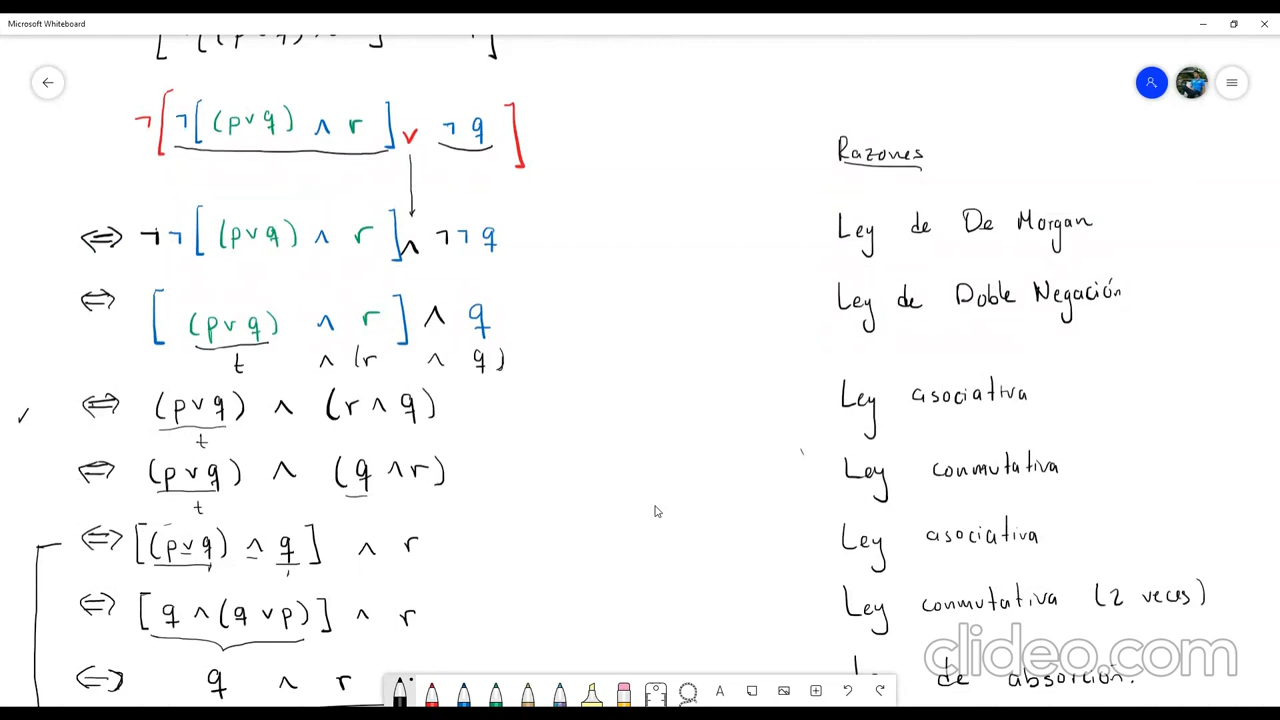 Microsoft Whiteboard
¬[¬[(p∨q) ∧ r] ∨ ¬q]
Razones
⇔ ¬¬[(p∨q) ∧ r] ∧ ¬¬q
Ley de De Morgan
⇔ [(p∨q) ∧ r] ∧ q
Ley de Doble Negación
t ∧ (r ∧ q)
✓ ⇔ (p∨q) ∧ (r ∧ q)
Ley asociativa
t
⇔ (p∨q) ∧ (q ∧ r)
Ley conmutativa
t
⇔ [(p∨q) ∧ q] ∧ r
Ley asociativa
⇔ [q ∧ (q ∨ p)] ∧ r
Ley conmutativa (2 veces)
⇔ q ∧ r
de absorción.
clideo.com